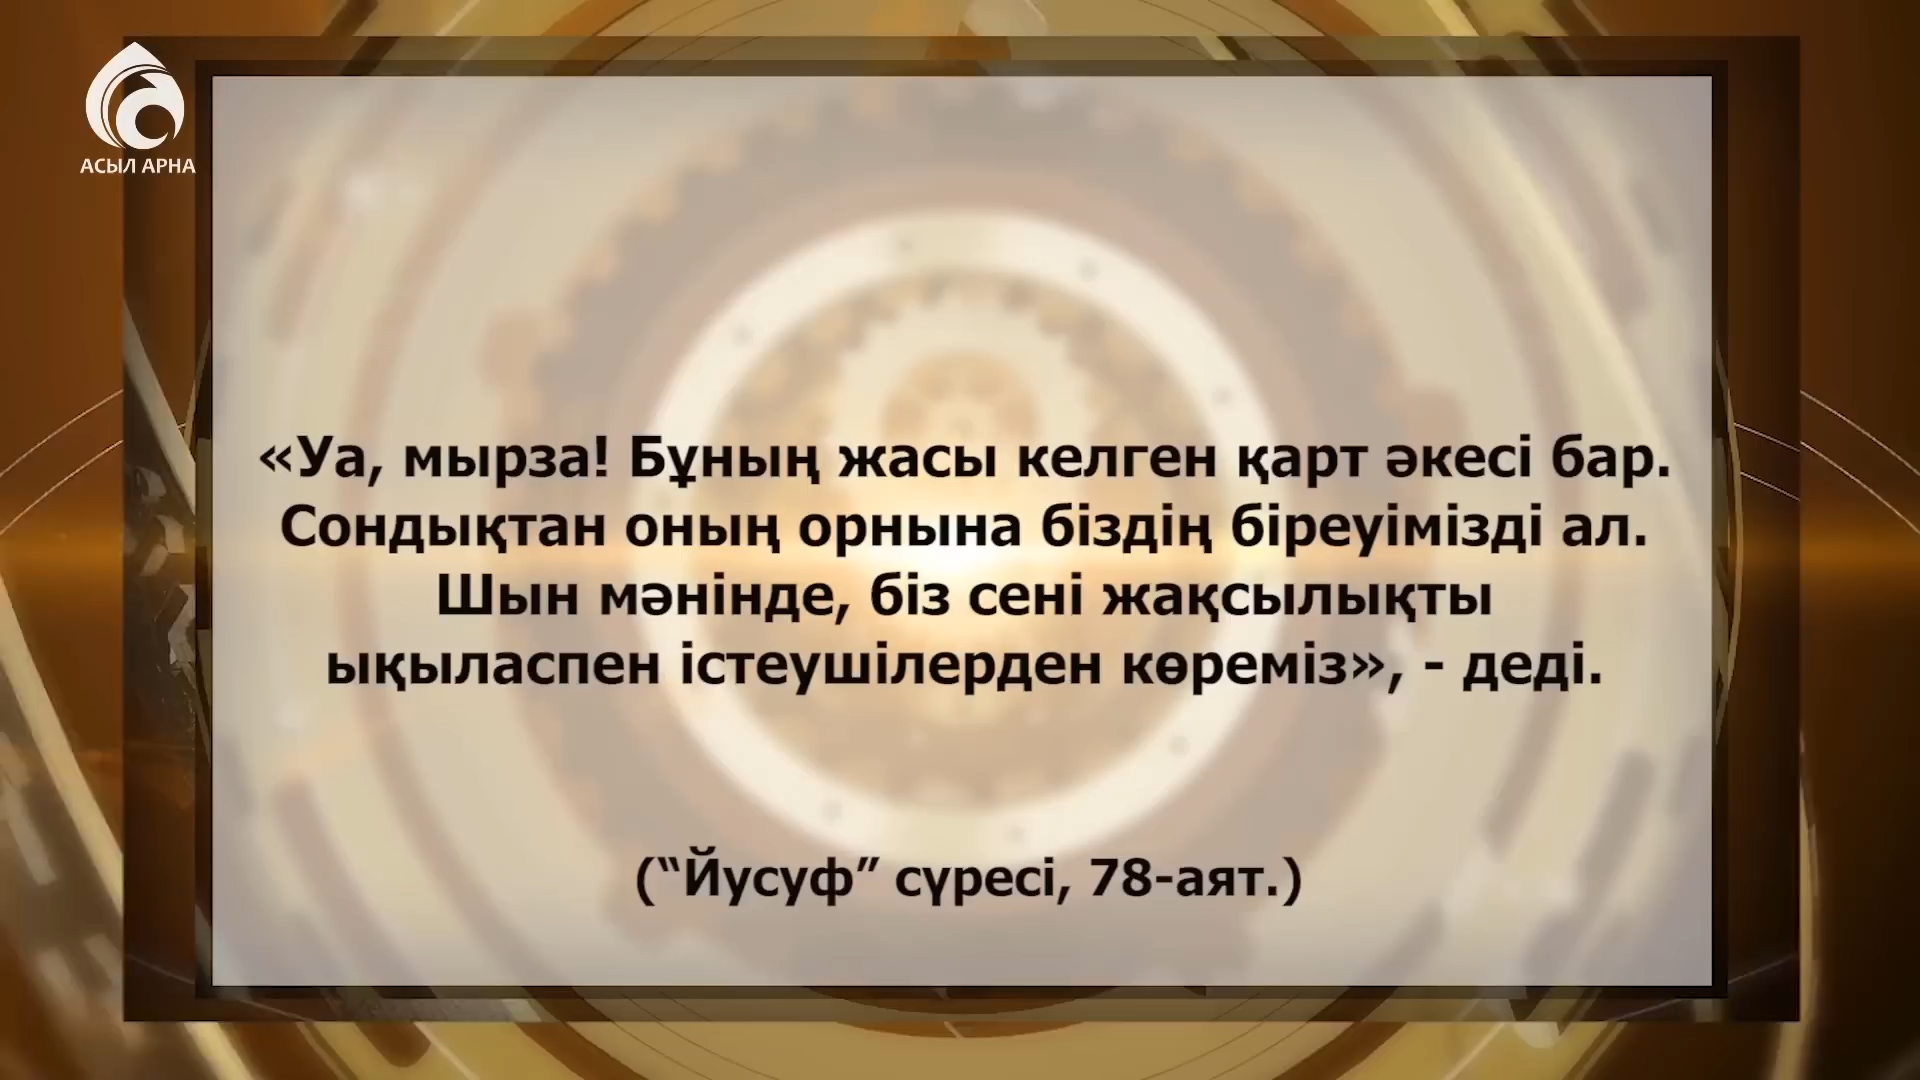 АСЫЛ АРНА
«Уа, мырза! Бұның жасы келген қарт әкесі бар.
Сондықтан оның орнына біздің біреуімізді ал.
Шын мәнінде, біз сені жақсылықты
ықыласпен істеушілерден көреміз», - деді.
(“Йусуф” сүресі, 78-аят.)